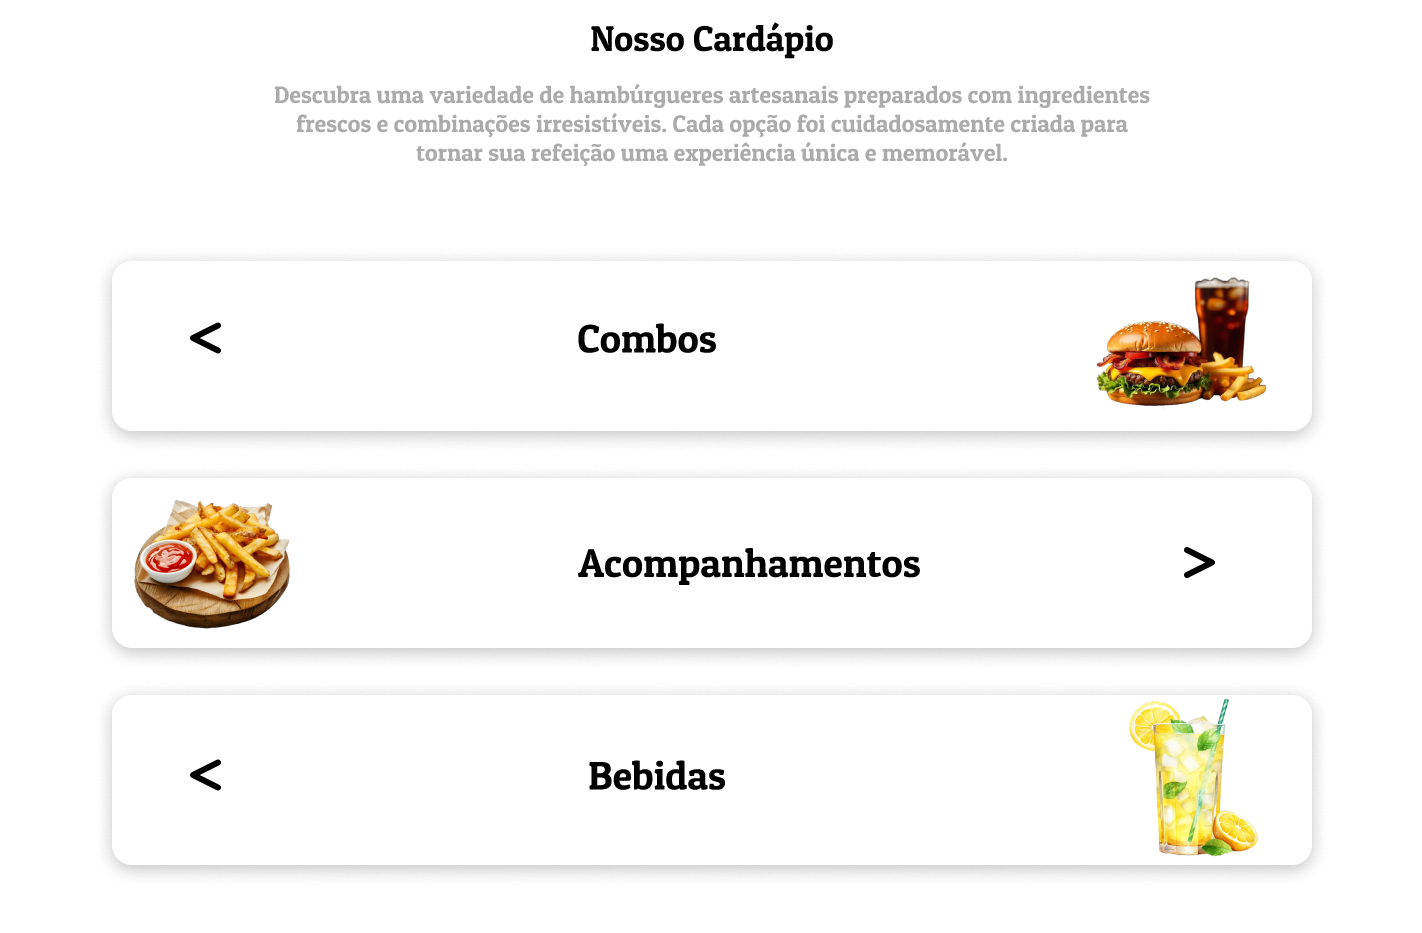 Nosso Cardápio
Descubra uma variedade de hambúrgueres artesanais preparados com ingredientes
frescos e combinações irresistíveis. Cada opção foi cuidadosamente criada para
tornar sua refeição uma experiência única e memorável.
< Combos
Acompanhamentos >
< Bebidas